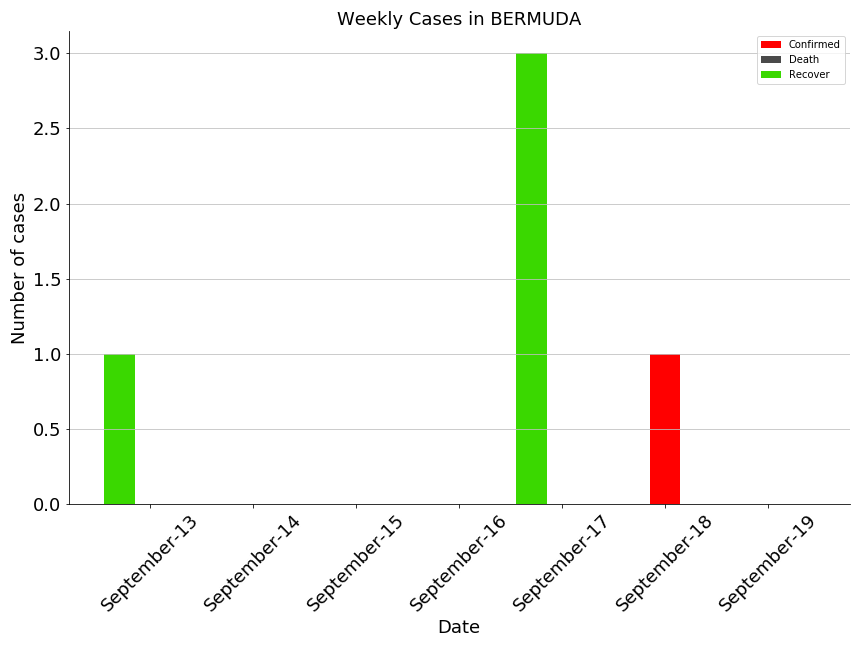 Weekly Cases in BERMUDA
Confirmed
Death
Recover
Number of cases
3.0
2.5
2.0
1.5
1.0
0.5
0.0
September-13
September-14
September-15
September-16
September-17
September-18
September-19
Date